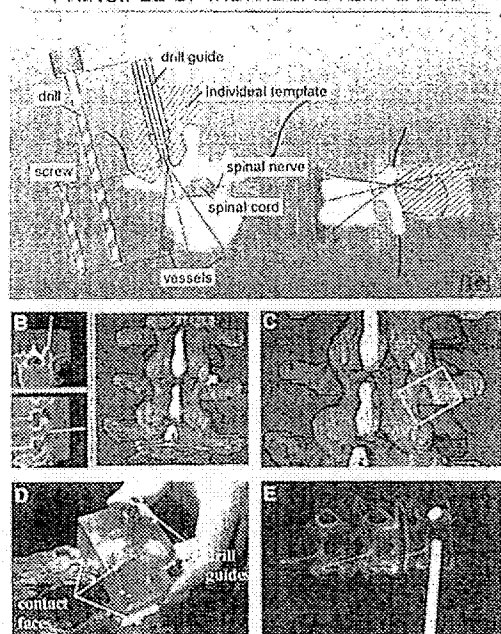 drill guide
individual template
drill
screw
spinal nerve
spinal cord
vessels
B
C
D
E
drill
guides
contact
faces